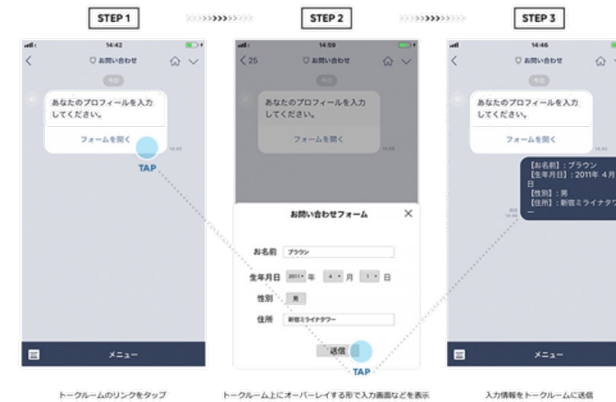 STEP 1
STEP 2
STEP 3
14:42
お問い合わせ
今日
あなたのプロフィールを入力
してください。
フォームを開く
TAP
メニュー
トークルームのリンクをタップ
14:59
25
お問い合わせ
今日
あなたのプロフィールを入力
してください。
フォームを開く
お問い合わせフォーム
お名前
ブラウン
生年月日
2011 年 4 月 1 日
性別
男
住所
新宿ミライナタワー
送信
TAP
トークルーム上にオーバーレイする形で入力画面などを表示
14:46
お問い合わせ
今日
あなたのプロフィールを入力
してください。
フォームを開く
14:45
【お名前】: ブラウン
【生年月日】: 2011年 4月
日
【性別】: 男
【住所】: 新宿ミライナタワ
ー
14:46
メニュー
入力情報をトークルームに送信